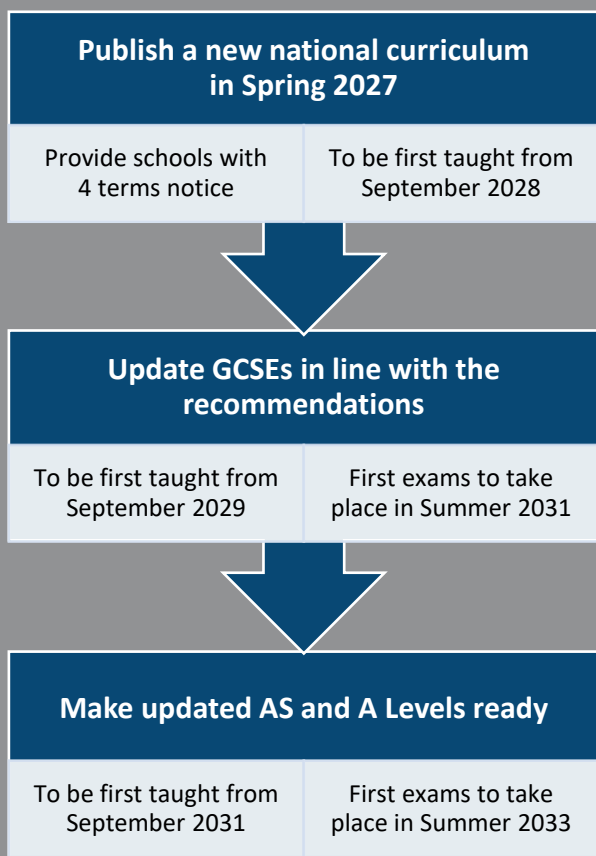 Publish a new national curriculum
in Spring 2027
Provide schools with
4 terms notice
To be first taught from
September 2028
Update GCSEs in line with the
recommendations
To be first taught from
September 2029
First exams to take
place in Summer 2031
Make updated AS and A Levels ready
To be first taught from
September 2031
First exams to take
place in Summer 2033